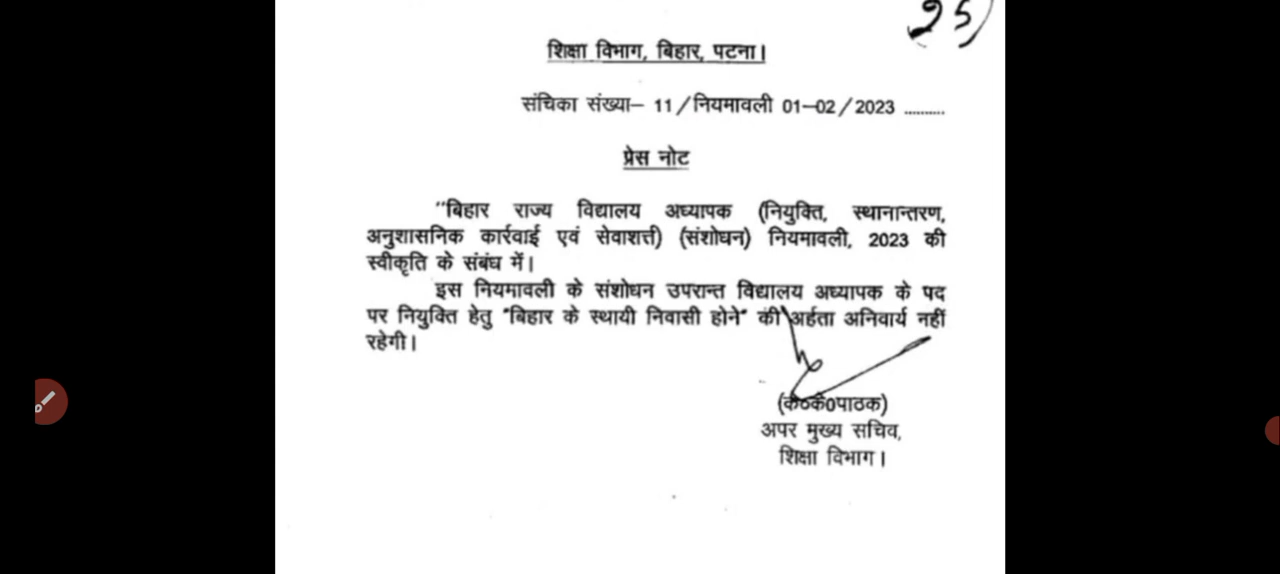 25)
शिक्षा विभाग, बिहार, पटना।
संचिका संख्या– 11/नियमावली 01–02/2023 ..........
प्रेस नोट
“बिहार राज्य विद्यालय अध्यापक (नियुक्ति, स्थानान्तरण,
अनुशासनिक कार्रवाई एवं सेवाशर्त्त) (संशोधन) नियमावली, 2023 की
स्वीकृति के संबंध में।
इस नियमावली के संशोधन उपरान्त विद्यालय अध्यापक के पद
पर नियुक्ति हेतु "बिहार के स्थायी निवासी होने" की अर्हता अनिवार्य नहीं
रहेगी।
(के०के०पाठक)
अपर मुख्य सचिव,
शिक्षा विभाग।